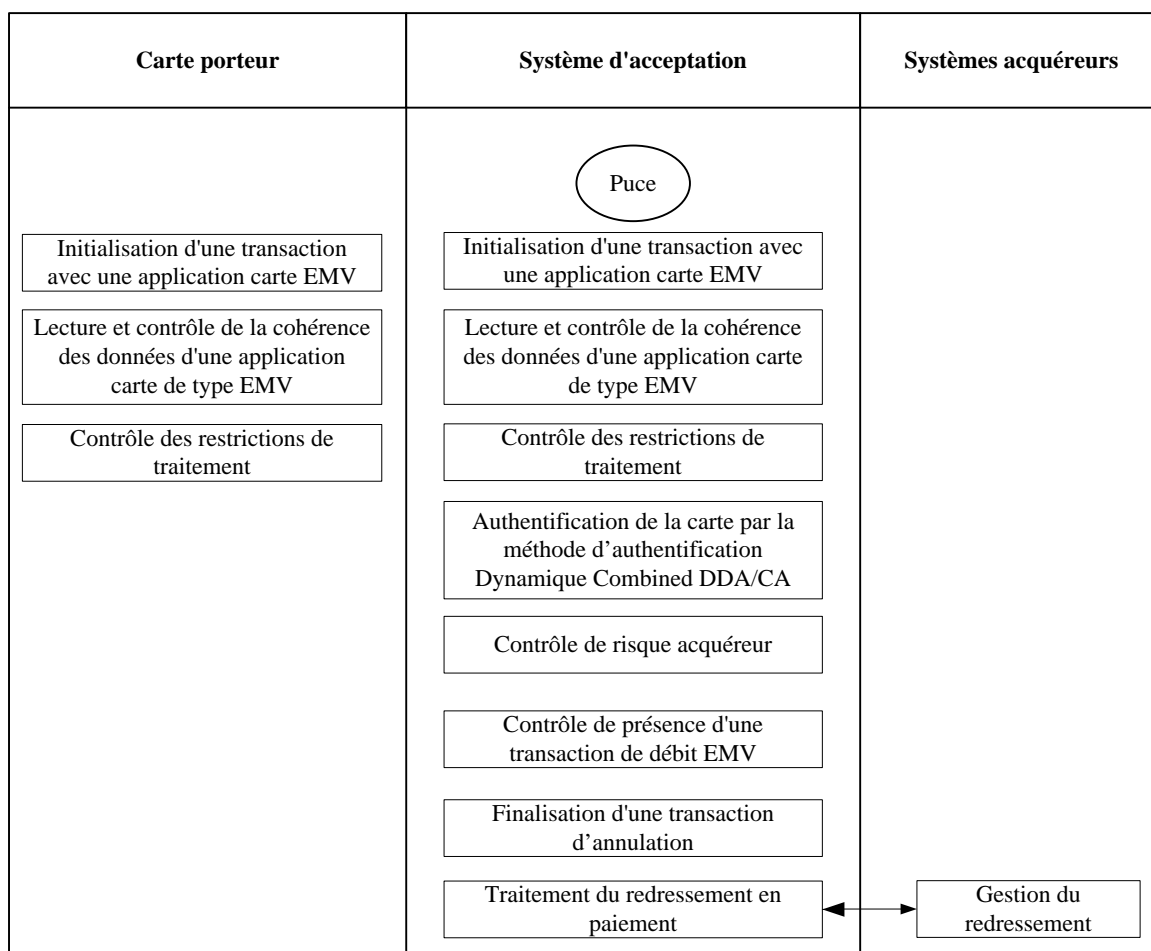 Carte porteur
Système d'acceptation
Systèmes acquéreurs
Puce
Initialisation d'une transaction
avec une application carte EMV
Initialisation d'une transaction avec
une application carte EMV
Lecture et contrôle de la cohérence
des données d'une application
carte de type EMV
Lecture et contrôle de la cohérence
des données d'une application carte
de type EMV
Contrôle des restrictions de
traitement
Contrôle des restrictions de
traitement
Authentification de la carte par la
méthode d’authentification
Dynamique Combined DDA/CA
Contrôle de risque acquéreur
Contrôle de présence d'une
transaction de débit EMV
Finalisation d'une transaction
d’annulation
Traitement du redressement en
paiement
Gestion du
redressement